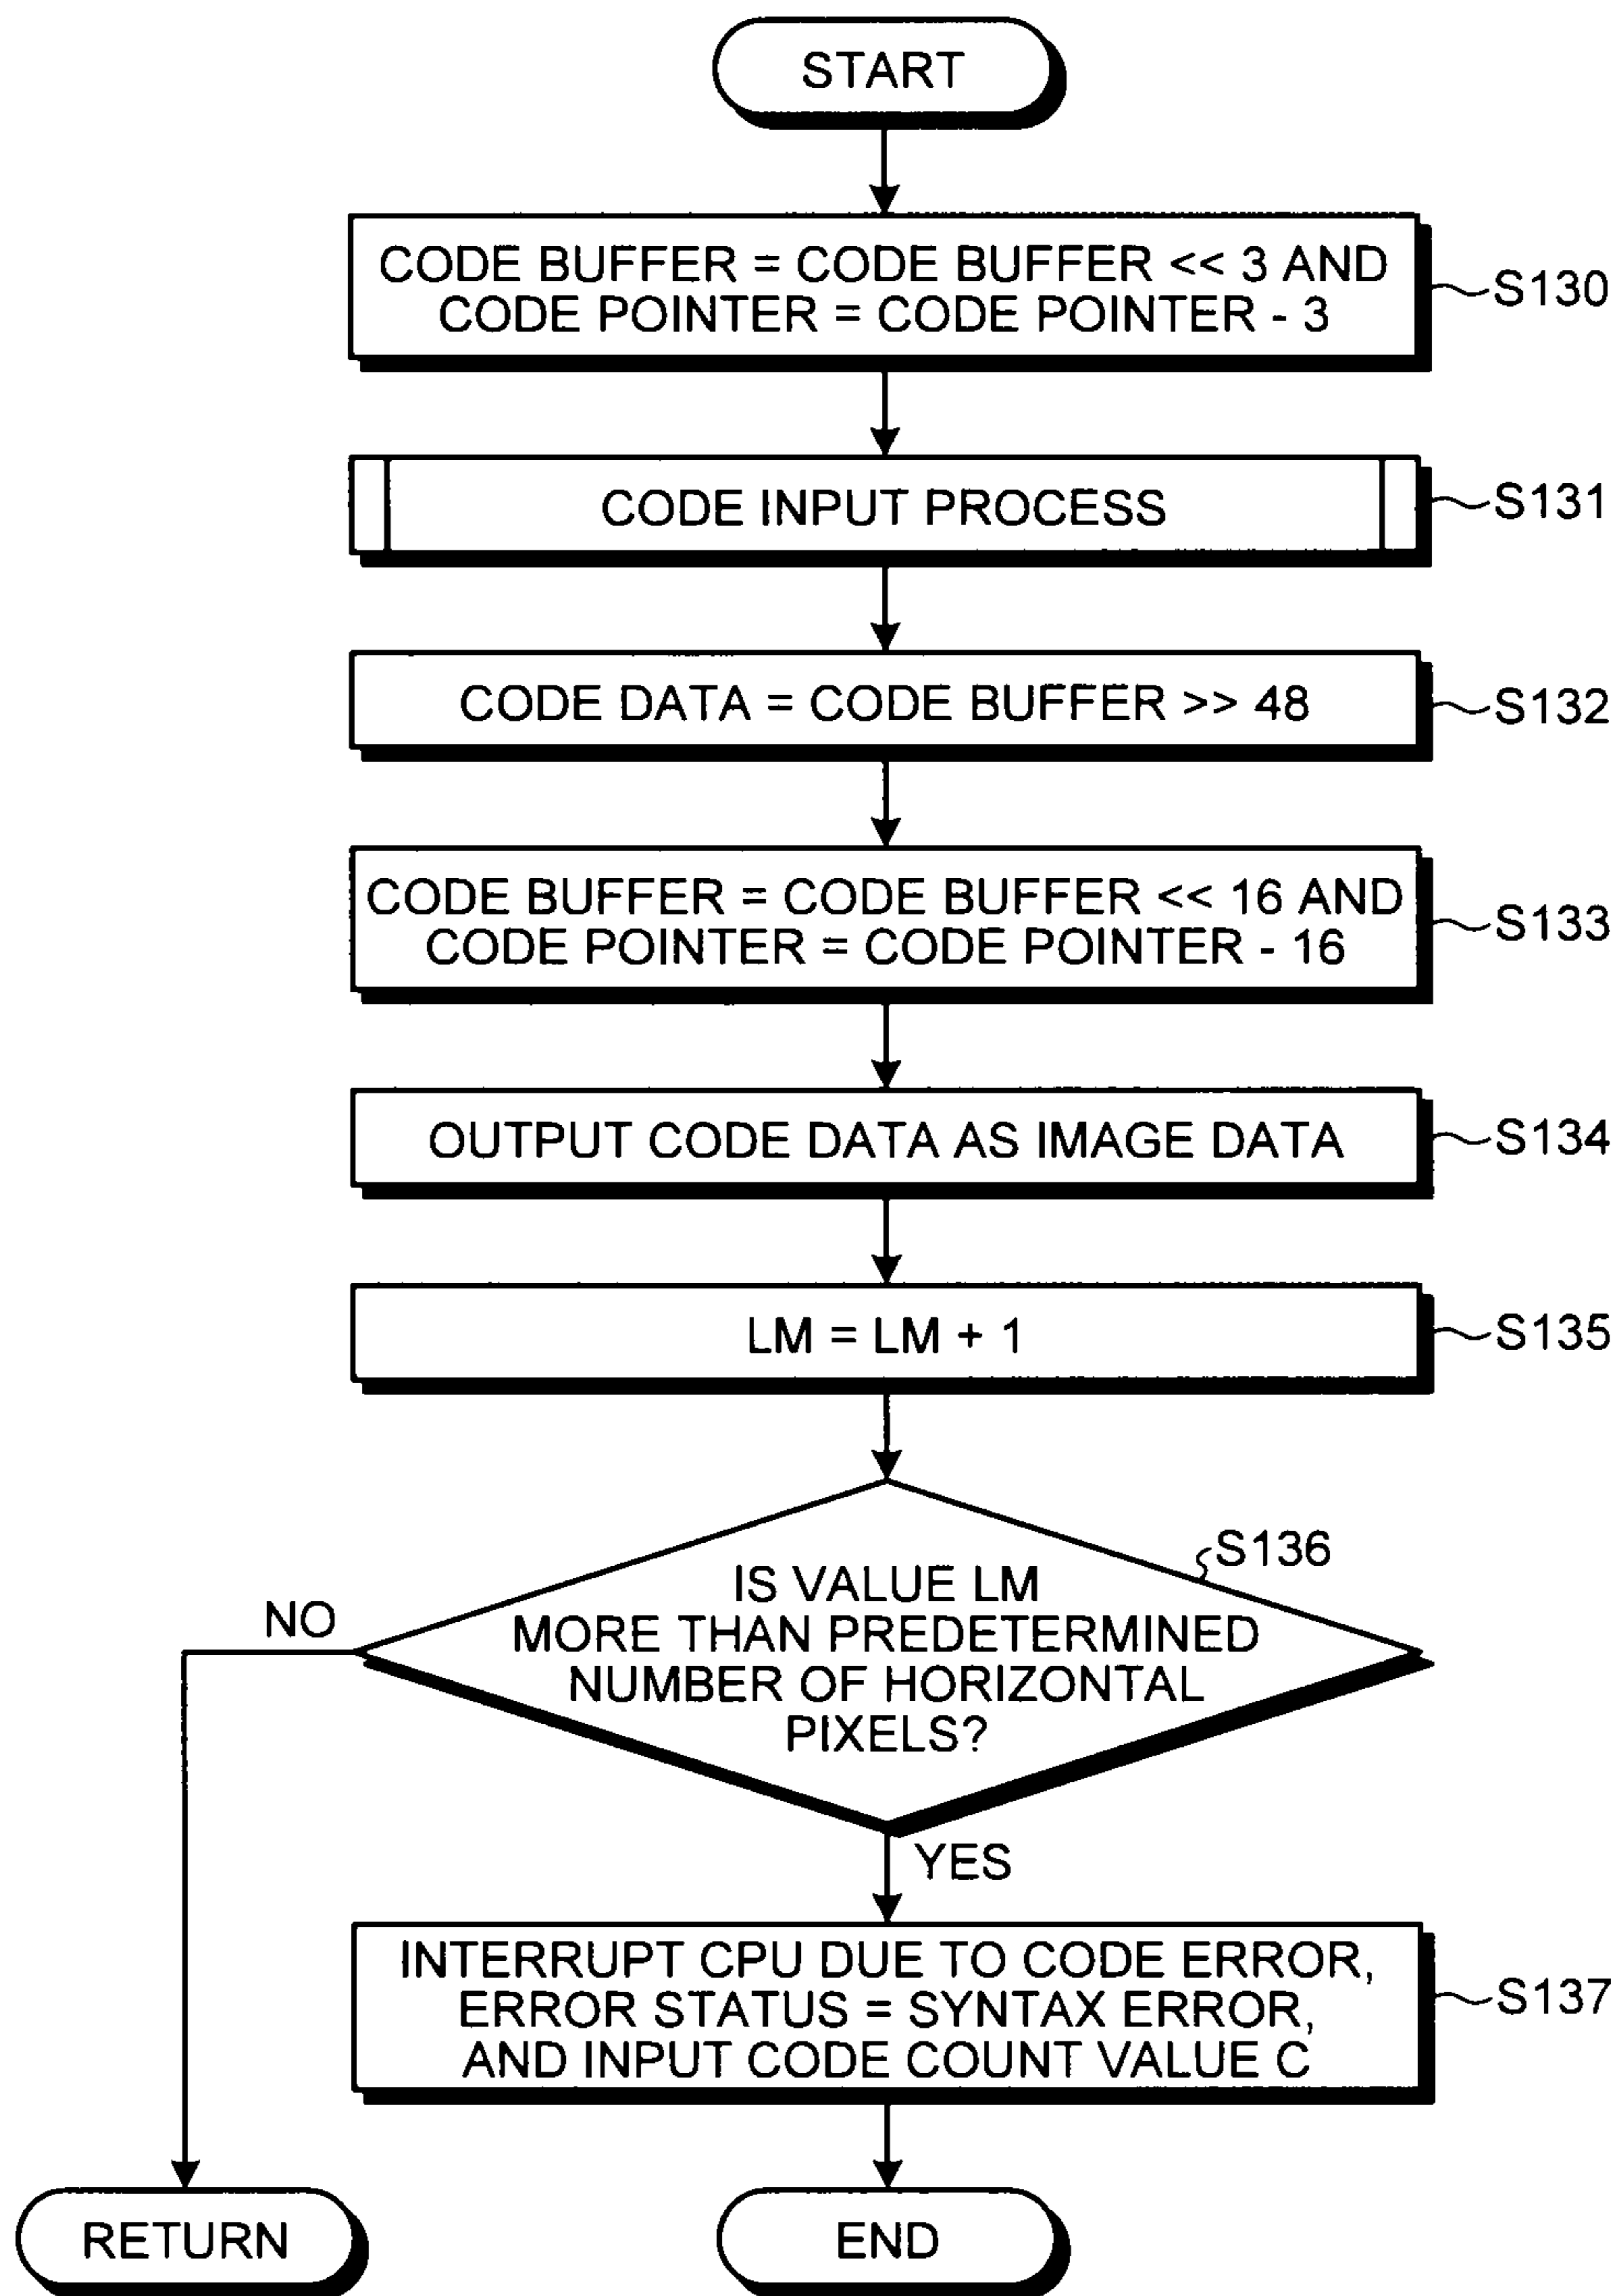 START
CODE BUFFER = CODE BUFFER << 3 AND
CODE POINTER = CODE POINTER - 3
S130
CODE INPUT PROCESS
S131
CODE DATA = CODE BUFFER >> 48
S132
CODE BUFFER = CODE BUFFER << 16 AND
CODE POINTER = CODE POINTER - 16
S133
OUTPUT CODE DATA AS IMAGE DATA
S134
LM = LM + 1
S135
S136
IS VALUE LM
MORE THAN PREDETERMINED
NUMBER OF HORIZONTAL
PIXELS?
NO
YES
INTERRUPT CPU DUE TO CODE ERROR,
ERROR STATUS = SYNTAX ERROR,
AND INPUT CODE COUNT VALUE C
S137
RETURN
END